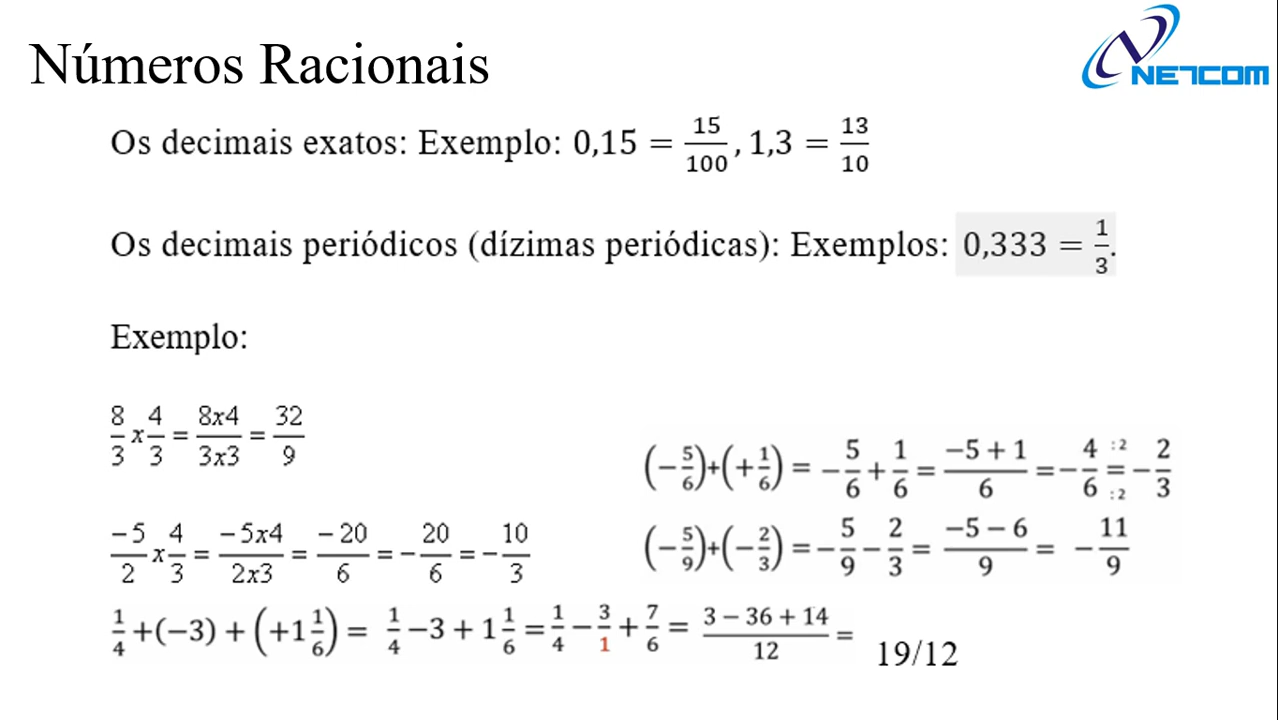 Números Racionais
NETCOM
Os decimais exatos: Exemplo: 0,15 = 15/100, 1,3 = 13/10
Os decimais periódicos (dízimas periódicas): Exemplos: 0,333 = 1/3.
Exemplo:
8/3 x 4/3 = 8x4/3x3 = 32/9
-5/2 x 4/3 = -5x4/2x3 = -20/6 = -20/6 = -10/3
(-5/6)+(+1/6) = -5/6 + 1/6 = -5 + 1/6 = -4/6 :2 = :2 -2/3
(-5/9)+(-2/3) = -5/9 - 2/3 = -5 - 6/9 = -11/9
1/4 +(-3) + (+1 1/6) = 1/4 -3 + 1 1/6 = 1/4 - 3/1 + 7/6 = 3 - 36 + 14/12 = 19/12